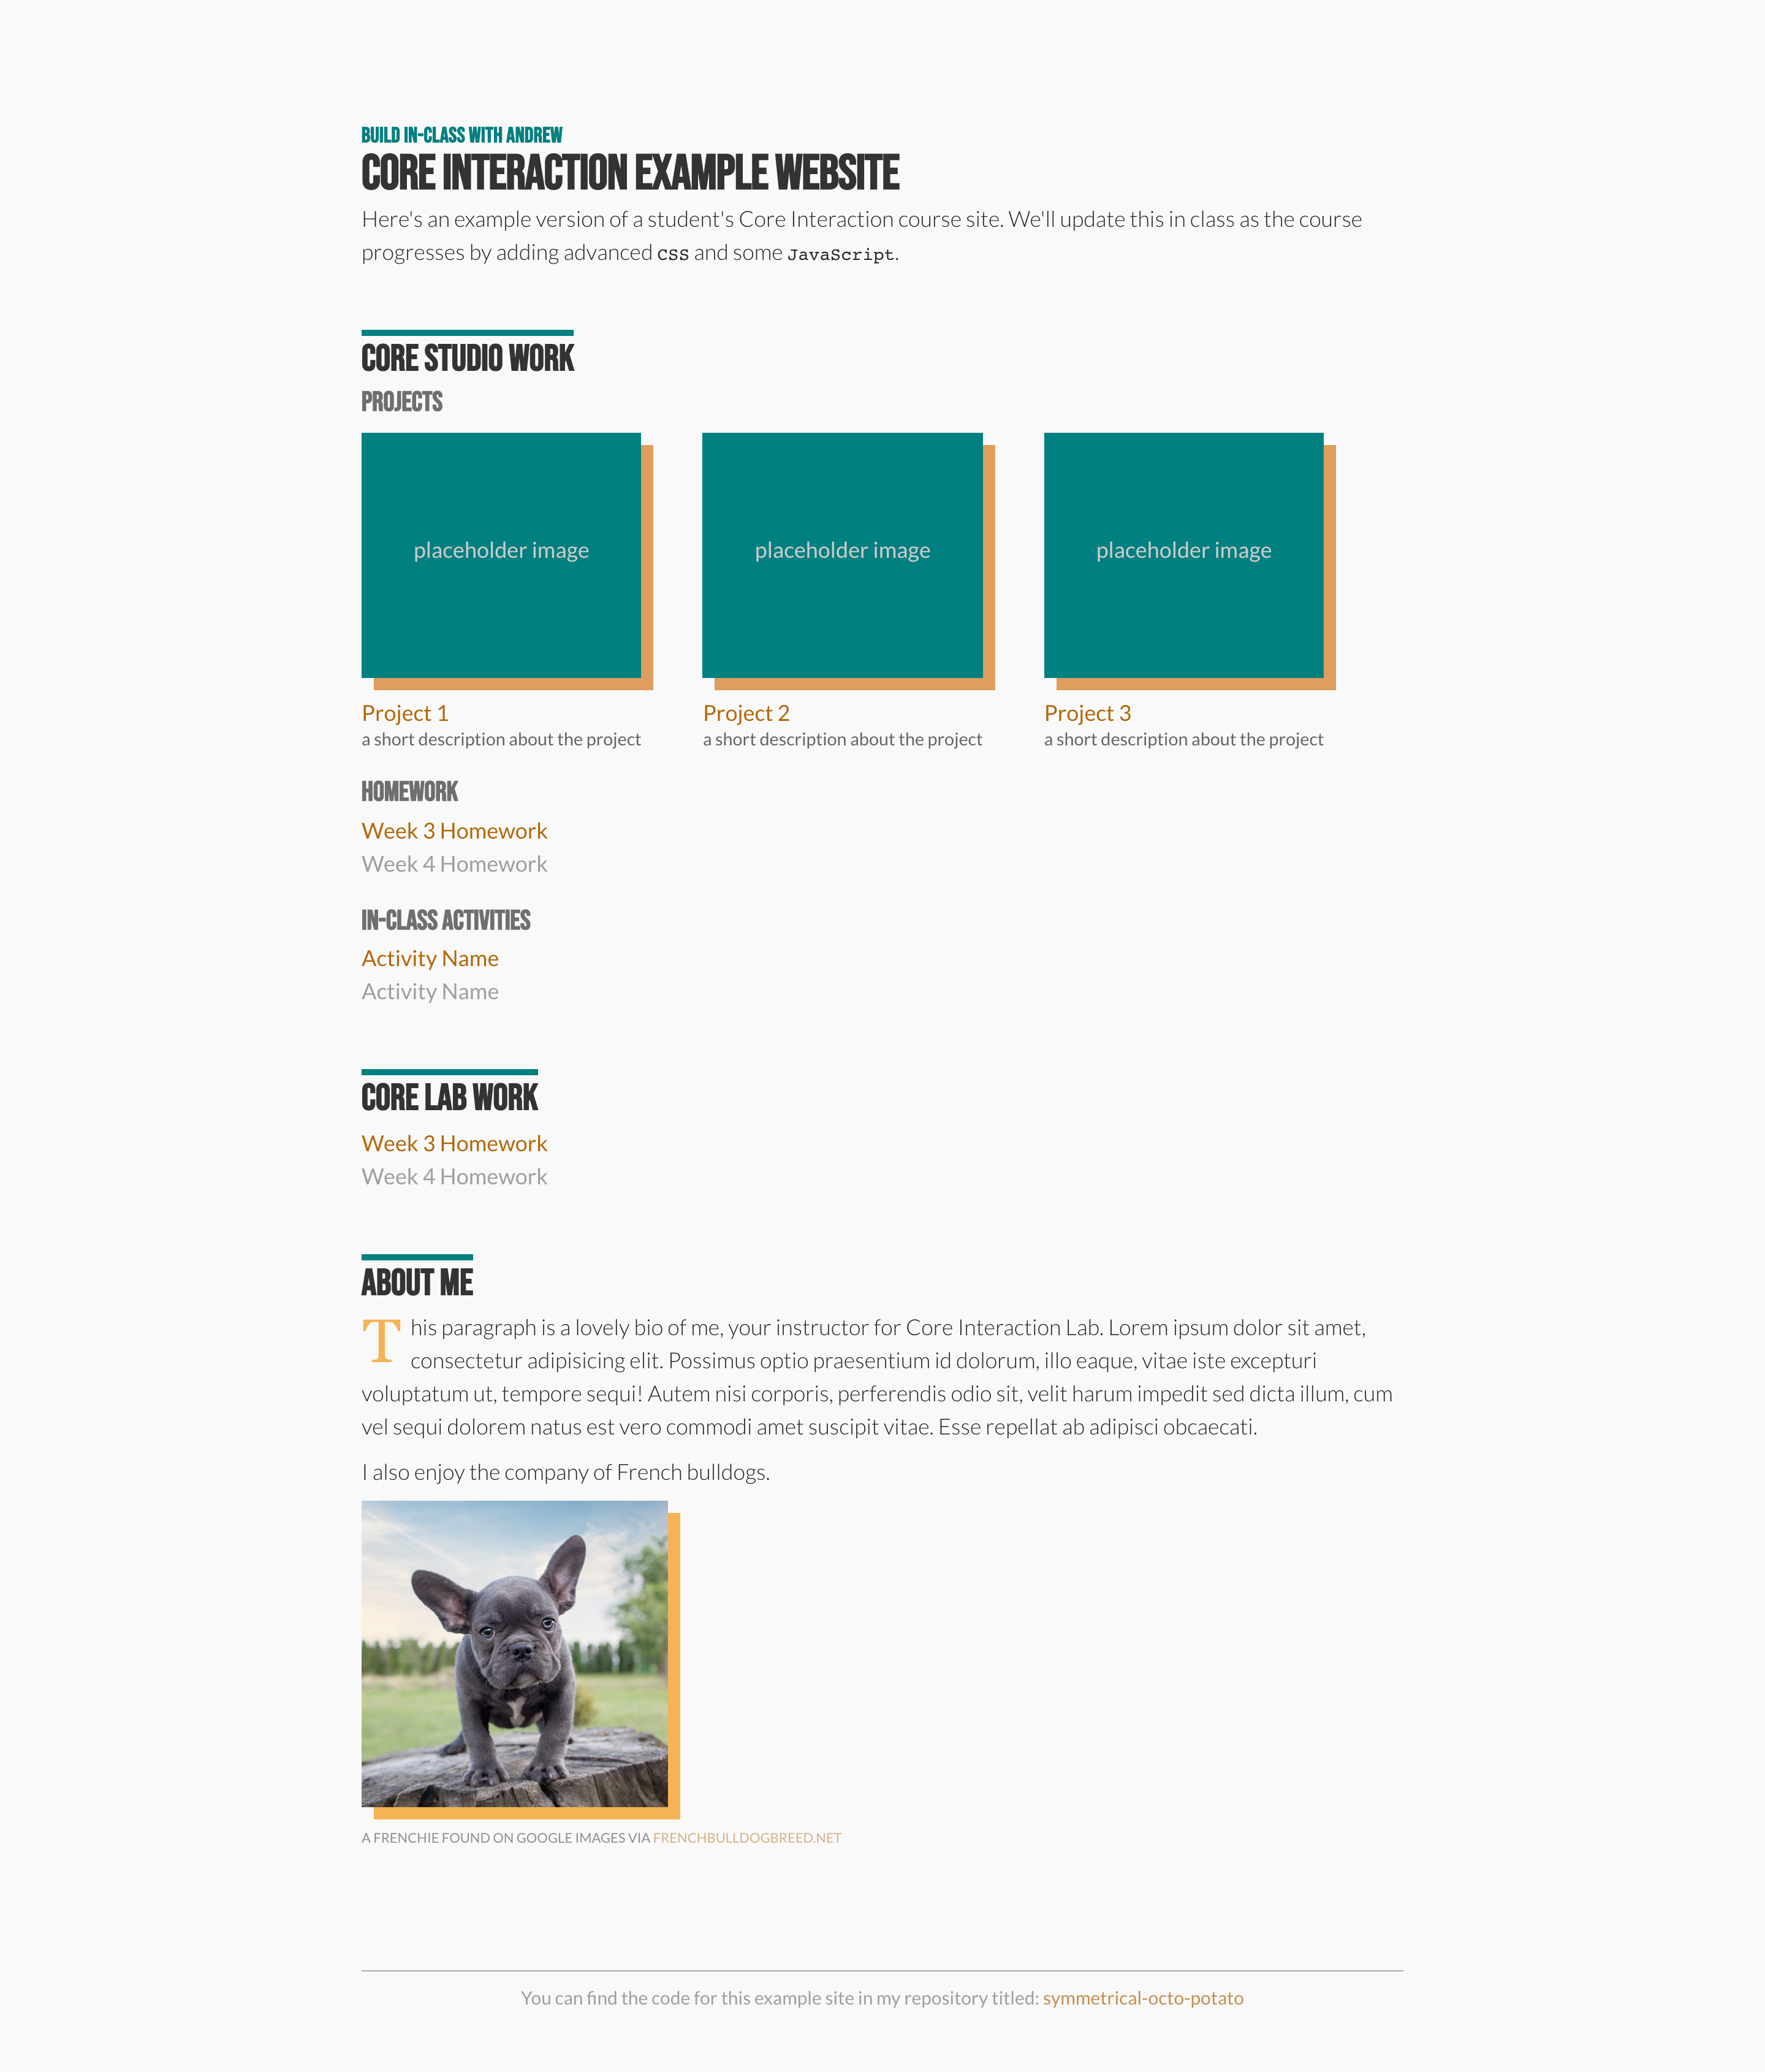 BUILD IN-CLASS WITH ANDREW
CORE INTERACTION EXAMPLE WEBSITE
Here's an example version of a student's Core Interaction course site. We'll update this in class as the course
progresses by adding advanced CSS and some JavaScript.
CORE STUDIO WORK
PROJECTS
placeholder image
placeholder image
placeholder image
Project 1
a short description about the project
Project 2
a short description about the project
Project 3
a short description about the project
HOMEWORK
Week 3 Homework
Week 4 Homework
IN-CLASS ACTIVITIES
Activity Name
Activity Name
CORE LAB WORK
Week 3 Homework
Week 4 Homework
ABOUT ME
This paragraph is a lovely bio of me, your instructor for Core Interaction Lab. Lorem ipsum dolor sit amet,
consectetur adipisicing elit. Possimus optio praesentium id dolorum, illo eaque, vitae iste excepturi
voluptatum ut, tempore sequi! Autem nisi corporis, perferendis odio sit, velit harum impedit sed dicta illum, cum
vel sequi dolorem natus est vero commodi amet suscipit vitae. Esse repellat ab adipisci obcaecati.
I also enjoy the company of French bulldogs.
A FRENCHIE FOUND ON GOOGLE IMAGES VIA FRENCHBULLDOGBREED.NET
You can find the code for this example site in my repository titled: symmetrical-octo-potato